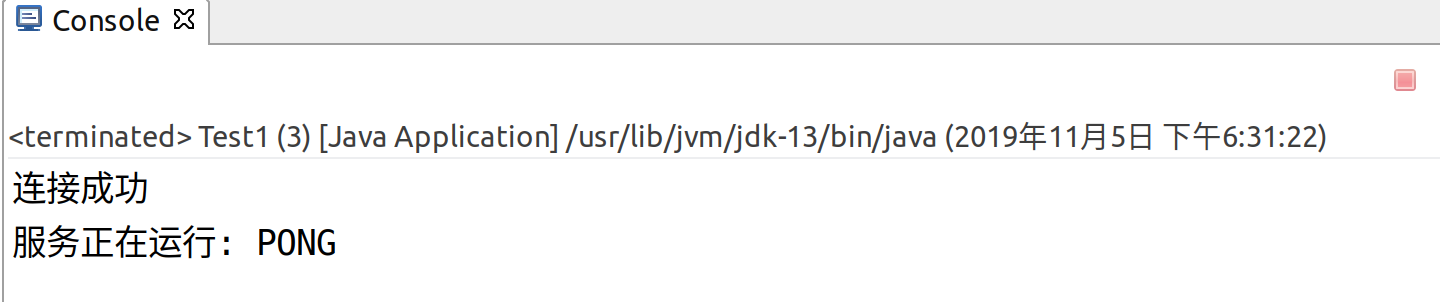 Console
<terminated> Test1 (3) [Java Application] /usr/lib/jvm/jdk-13/bin/java (2019年11月5日 下午6:31:22)
连接成功
服务正在运行: PONG